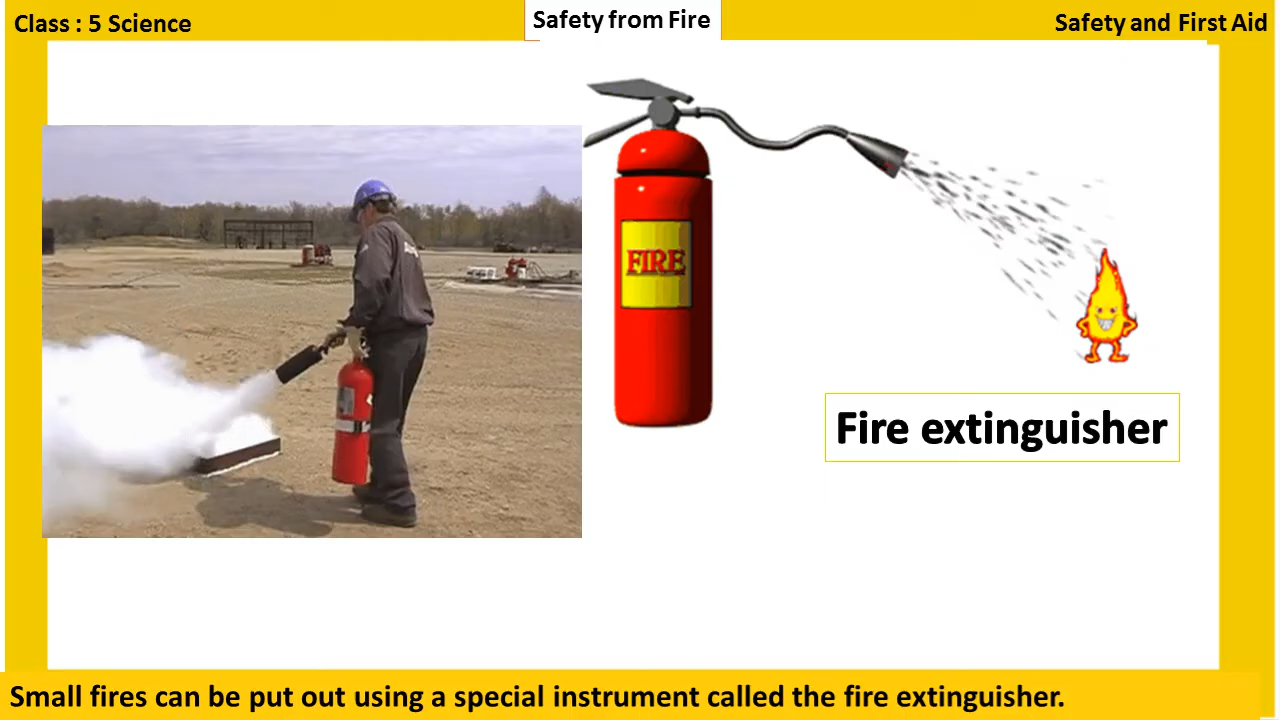 Class : 5 Science
Safety from Fire
Safety and First Aid
FIRE
Fire extinguisher
Small fires can be put out using a special instrument called the fire extinguisher.